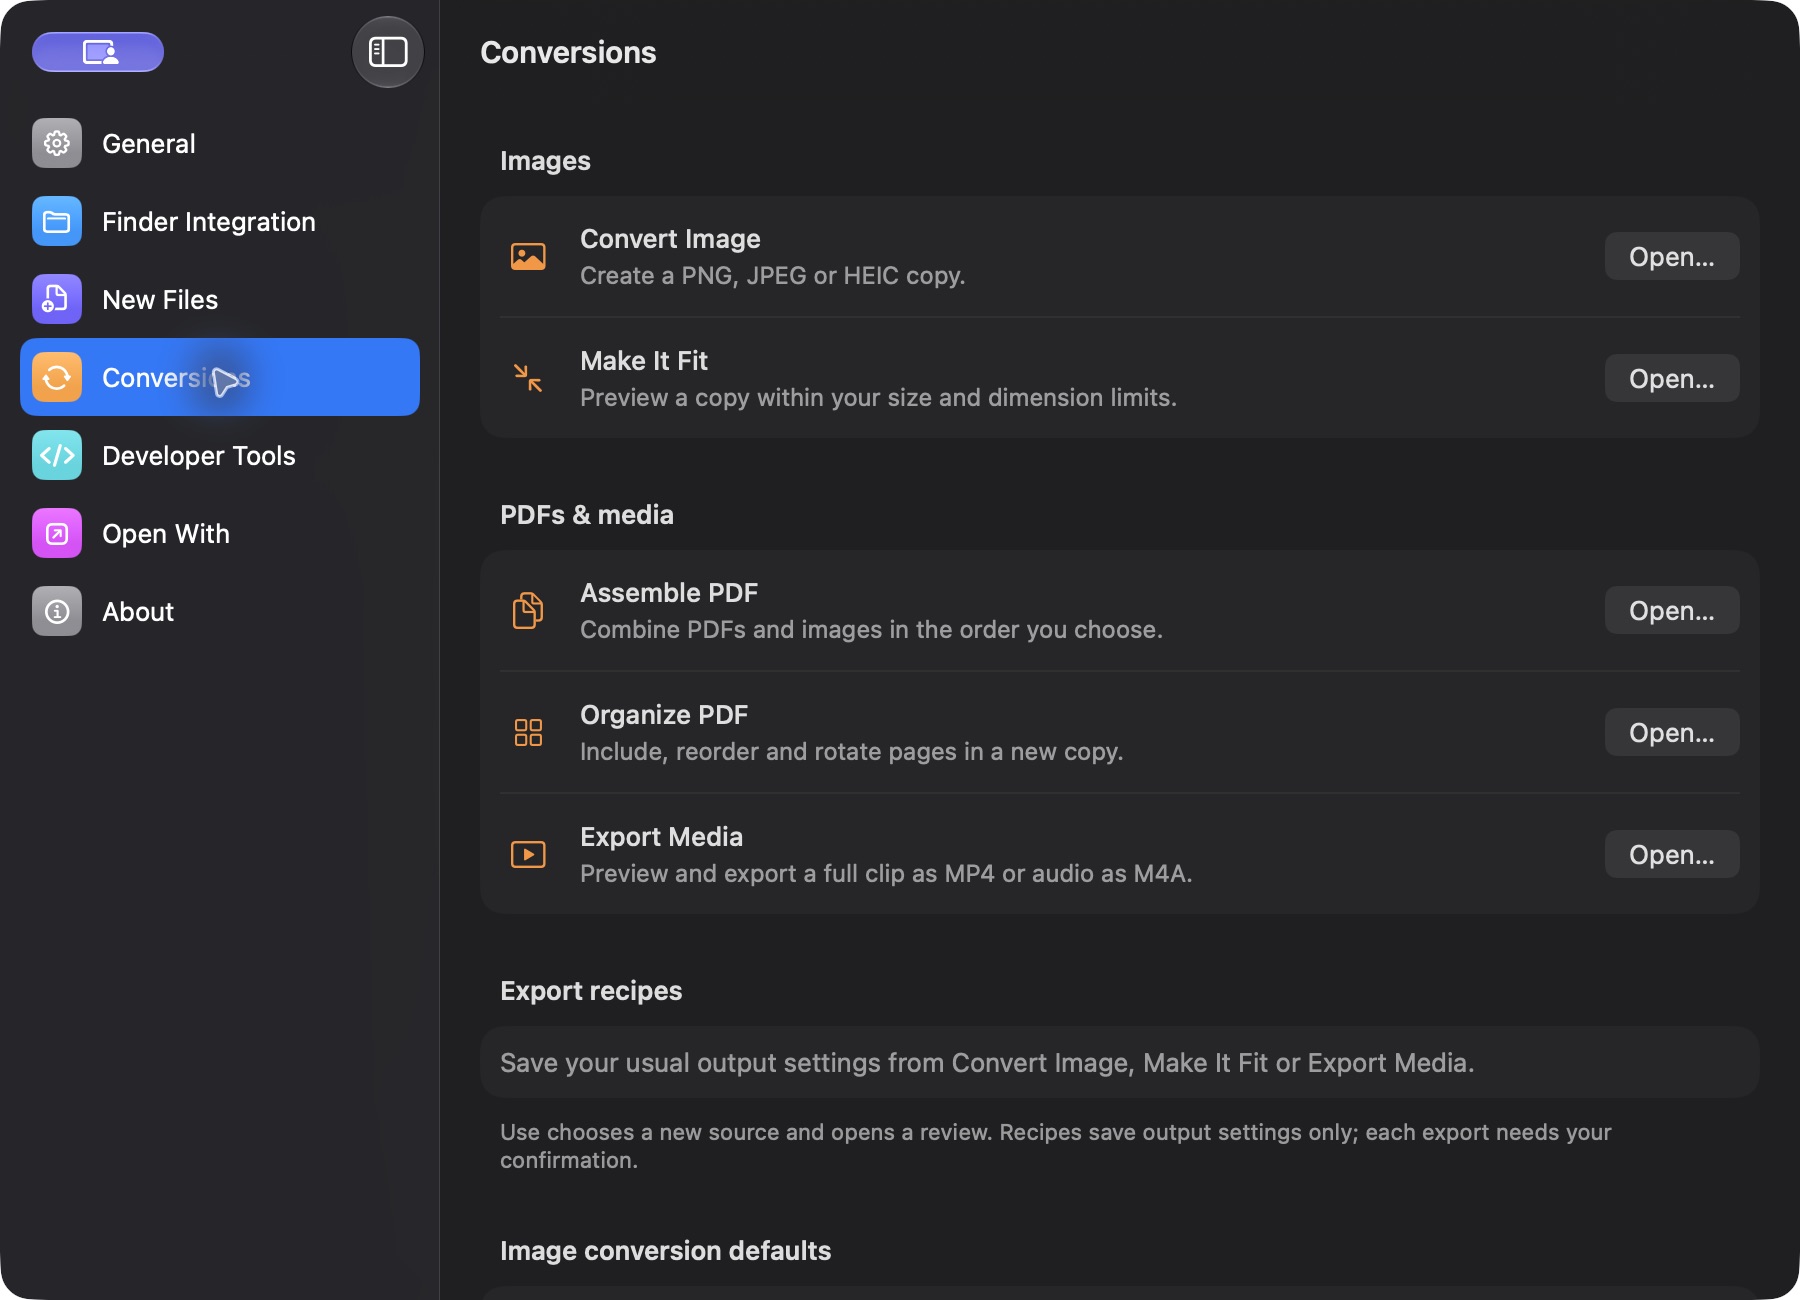 Conversions
General
Finder Integration
New Files
Conversions
Developer Tools
Open With
About
Images
Convert Image
Create a PNG, JPEG or HEIC copy.
Open...
Make It Fit
Preview a copy within your size and dimension limits.
Open...
PDFs & media
Assemble PDF
Combine PDFs and images in the order you choose.
Open...
Organize PDF
Include, reorder and rotate pages in a new copy.
Open...
Export Media
Preview and export a full clip as MP4 or audio as M4A.
Open...
Export recipes
Save your usual output settings from Convert Image, Make It Fit or Export Media.
Use chooses a new source and opens a review. Recipes save output settings only; each export needs your
confirmation.
Image conversion defaults